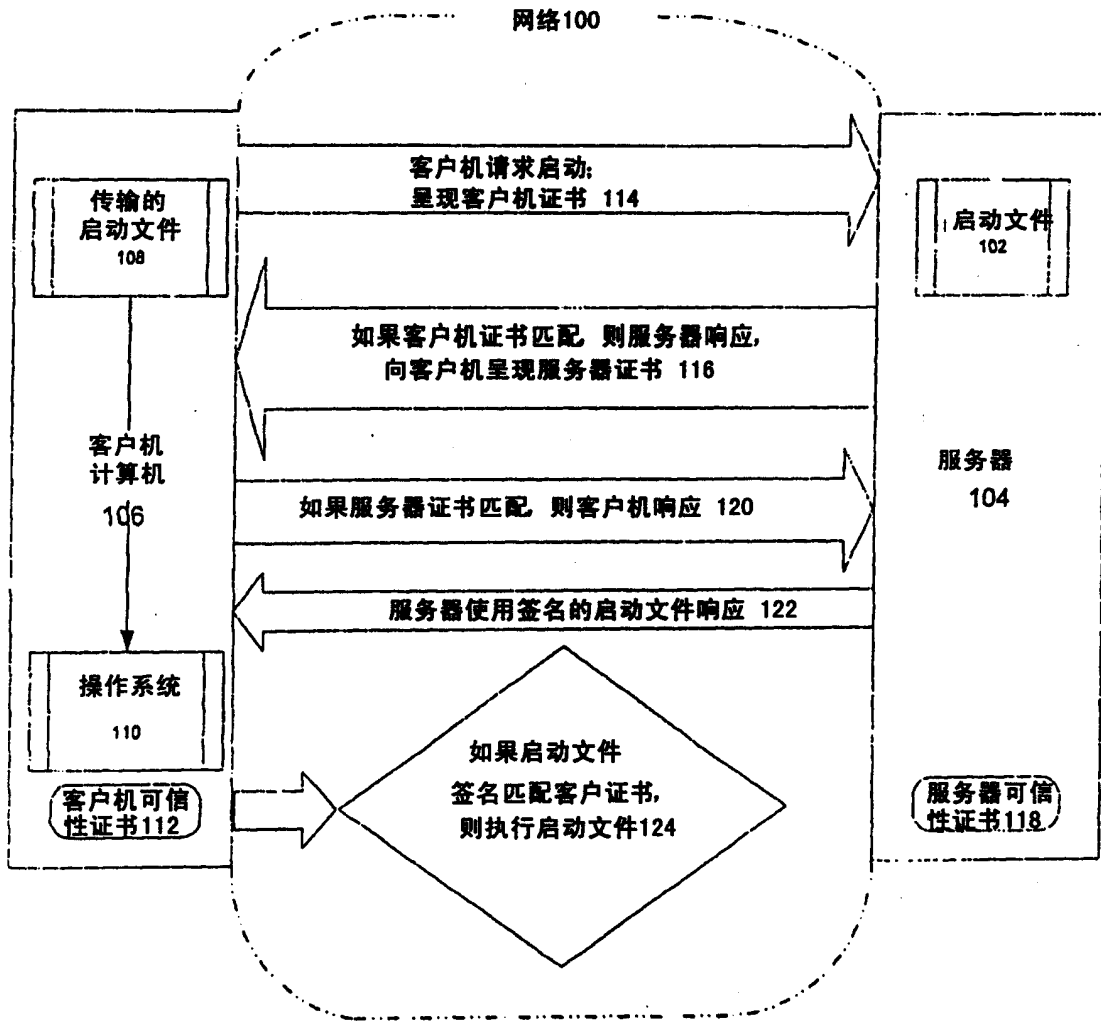 网络100
客户机请求启动;
呈现客户机证书 114
传输的
启动文件
108
启动文件
102
如果客户机证书匹配, 则服务器响应,
向客户机呈现服务器证书 116
客户机
计算机
106
服务器
104
如果服务器证书匹配, 则客户机响应 120
服务器使用签名的启动文件响应 122
操作系统
110
如果启动文件
签名匹配客户证书,
则执行启动文件124
客户机可信
性证书112
服务器可信
性证书118